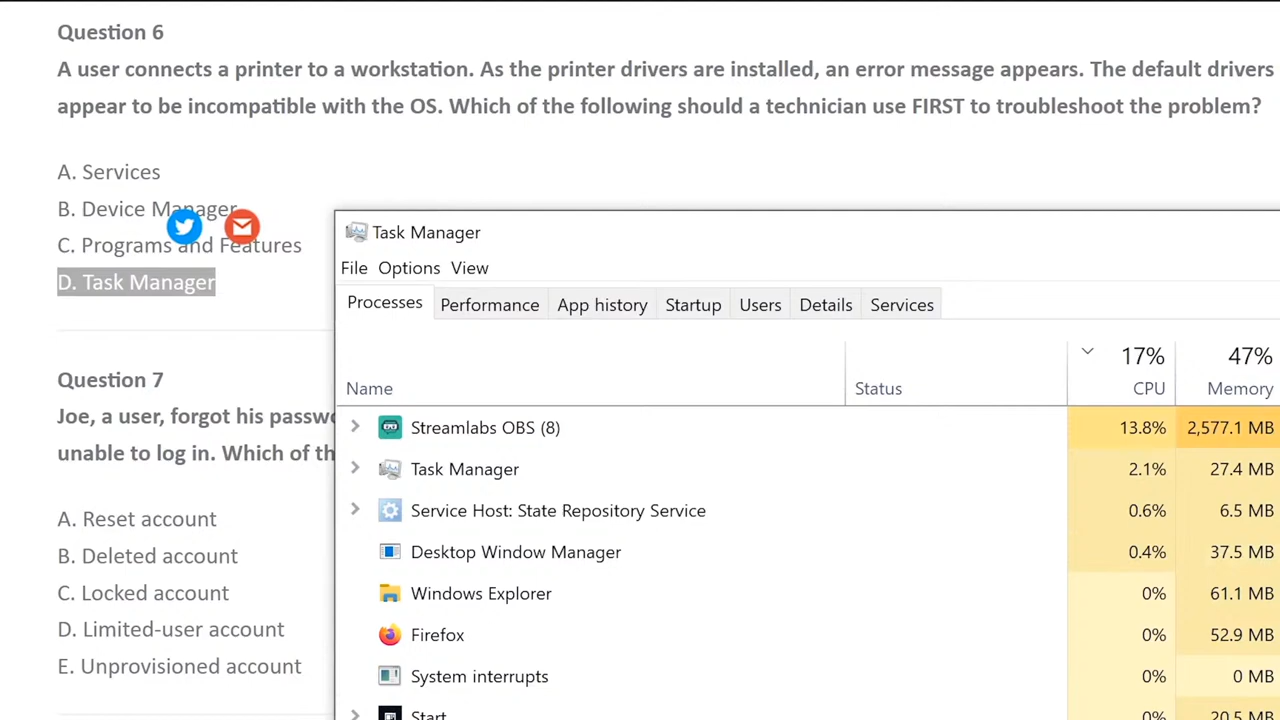 Question 6
A user connects a printer to a workstation. As the printer drivers are installed, an error message appears. The default drivers
appear to be incompatible with the OS. Which of the following should a technician use FIRST to troubleshoot the problem?
A. Services
B. Device Manager
C. Programs and Features
D. Task Manager
Question 7
Joe, a user, forgot his
unable to log in. Which of
A. Reset account
B. Deleted account
C. Locked account
D. Limited-user account
E. Unprovisioned account
Task Manager
File Options View
Processes Performance App history Startup Users Details Services
17% 47%
Name Status CPU Memory
Streamlabs OBS (8) 13.8% 2,577.1 MB
Task Manager 2.1% 27.4 MB
Service Host: State Repository Service 0.6% 6.5 MB
Desktop Window Manager 0.4% 37.5 MB
Windows Explorer 0% 61.1 MB
Firefox 0% 52.9 MB
System interrupts 0% 0 MB
Start 0% 20.5 MB